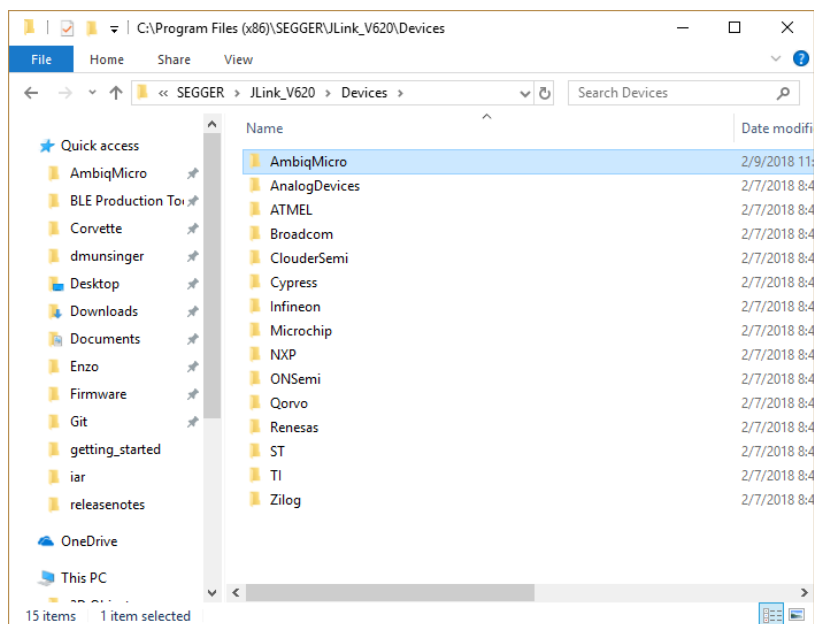 C:\Program Files (x86)\SEGGER\JLink_V620\Devices
File Home Share View
« SEGGER > JLink_V620 > Devices >
Search Devices
Quick access
AmbiqMicro
BLE Production Too
Corvette
dmunsinger
Desktop
Downloads
Documents
Enzo
Firmware
Git
getting_started
iar
releasenotes
OneDrive
This PC
Name Date modifi
AmbiqMicro 2/9/2018 11:
AnalogDevices 2/7/2018 8:4
ATMEL 2/7/2018 8:4
Broadcom 2/7/2018 8:4
ClouderSemi 2/7/2018 8:4
Cypress 2/7/2018 8:4
Infineon 2/7/2018 8:4
Microchip 2/7/2018 8:4
NXP 2/7/2018 8:4
ONSemi 2/7/2018 8:4
Qorvo 2/7/2018 8:4
Renesas 2/7/2018 8:4
ST 2/7/2018 8:4
TI 2/7/2018 8:4
Zilog 2/7/2018 8:4
15 items 1 item selected